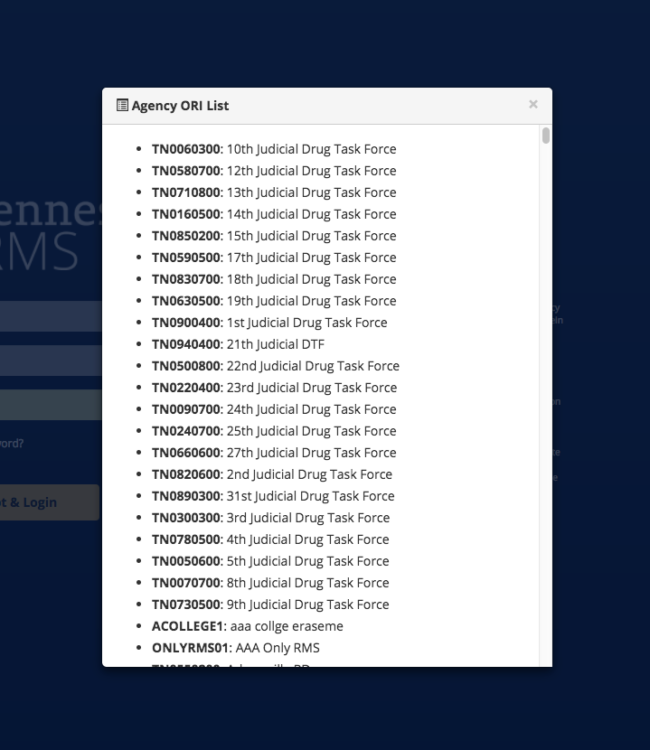 Agency ORI List ×
TN0060300: 10th Judicial Drug Task Force
TN0580700: 12th Judicial Drug Task Force
TN0710800: 13th Judicial Drug Task Force
TN0160500: 14th Judicial Drug Task Force
TN0850200: 15th Judicial Drug Task Force
TN0590500: 17th Judicial Drug Task Force
TN0830700: 18th Judicial Drug Task Force
TN0630500: 19th Judicial Drug Task Force
TN0900400: 1st Judicial Drug Task Force
TN0940400: 21th Judicial DTF
TN0500800: 22nd Judicial Drug Task Force
TN0220400: 23rd Judicial Drug Task Force
TN0090700: 24th Judicial Drug Task Force
TN0240700: 25th Judicial Drug Task Force
TN0660600: 27th Judicial Drug Task Force
TN0820600: 2nd Judicial Drug Task Force
TN0890300: 31st Judicial Drug Task Force
TN0300300: 3rd Judicial Drug Task Force
TN0780500: 4th Judicial Drug Task Force
TN0050600: 5th Judicial Drug Task Force
TN0070700: 8th Judicial Drug Task Force
TN0730500: 9th Judicial Drug Task Force
ACOLLEGE1: aaa collge eraseme
ONLYRMS01: AAA Only RMS
ennes
RMS
word?
& Login